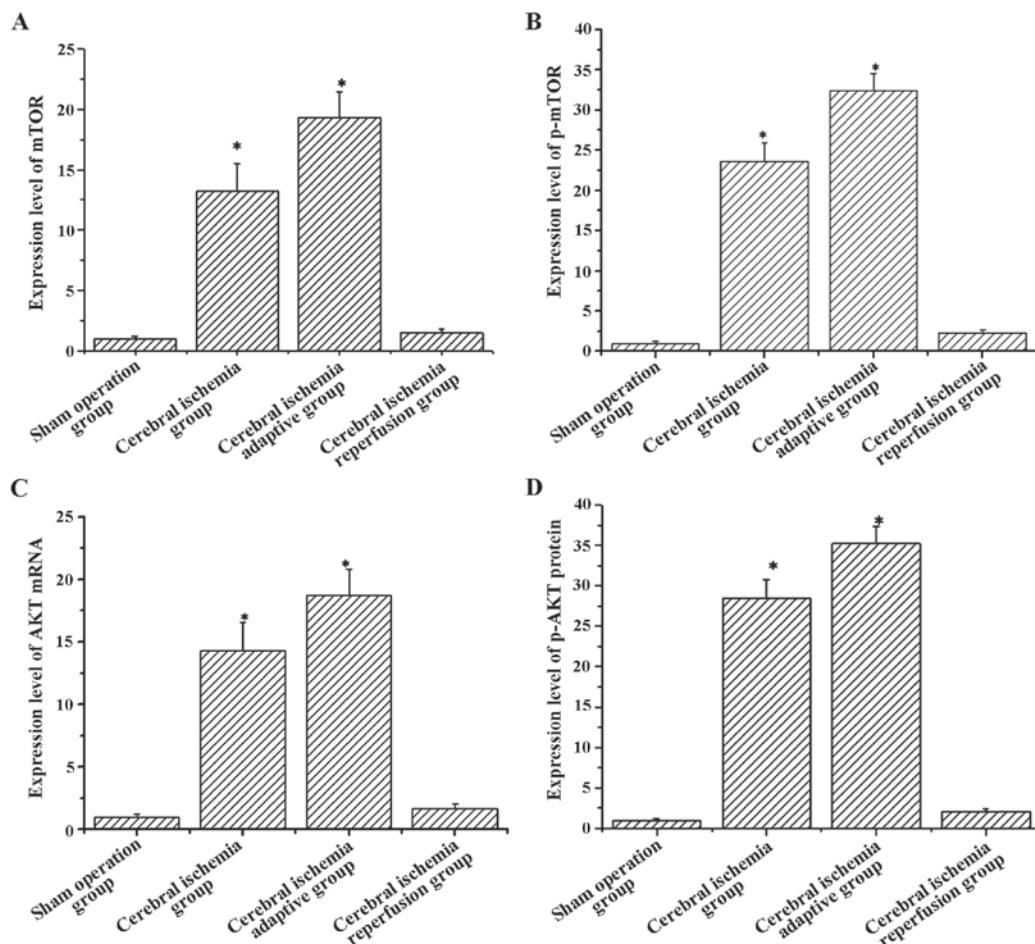 A
Expression level of mTOR
25
20
15
10
5
0
*
*
Sham operation
group
Cerebral ischemia
group
Cerebral ischemia
adaptive group
Cerebral ischemia
reperfusion group
B
Expression level of p-mTOR
40
35
30
25
20
15
10
5
0
*
*
Sham operation
group
Cerebral ischemia
group
Cerebral ischemia
adaptive group
Cerebral ischemia
reperfusion group
C
Expression level of AKT mRNA
25
20
15
10
5
0
*
*
Sham operation
group
Cerebral ischemia
group
Cerebral ischemia
adaptive group
Cerebral ischemia
reperfusion group
D
Expression level of p-AKT protein
40
35
30
25
20
15
10
5
0
*
*
Sham operation
group
Cerebral ischemia
group
Cerebral ischemia
adaptive group
Cerebral ischemia
reperfusion group